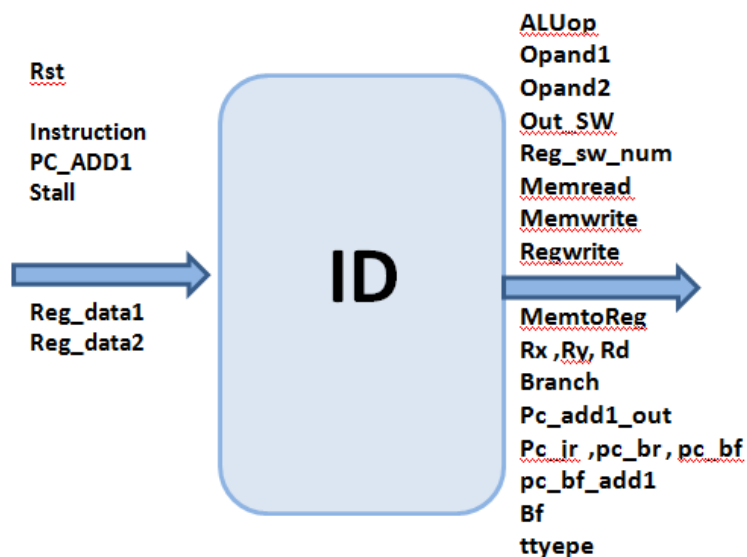 Rst
Instruction
PC_ADD1
Stall
Reg_data1
Reg_data2
ID
ALUop
Opand1
Opand2
Out_SW
Reg_sw_num
Memread
Memwrite
Regwrite
MemtoReg
Rx ,Ry, Rd
Branch
Pc_add1_out
Pc_jr ,pc_br , pc_bf
pc_bf_add1
Bf
ttyepe